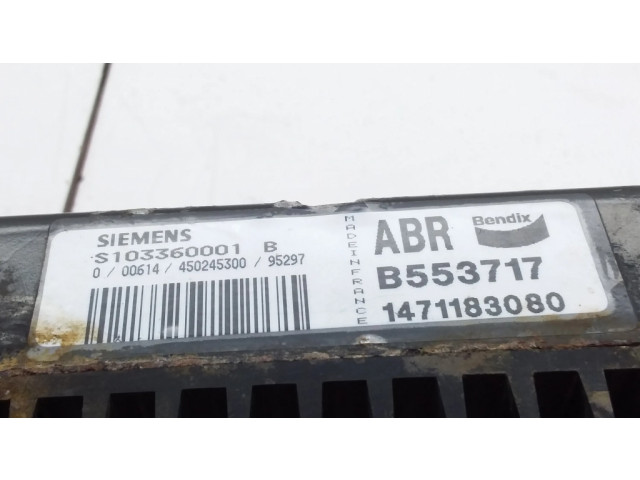 SIEMENS
S103360001 B
0 / 00614 / 450245300 / 95297
MADE IN FRANCE
ABR Bendix
B553717
1471183080